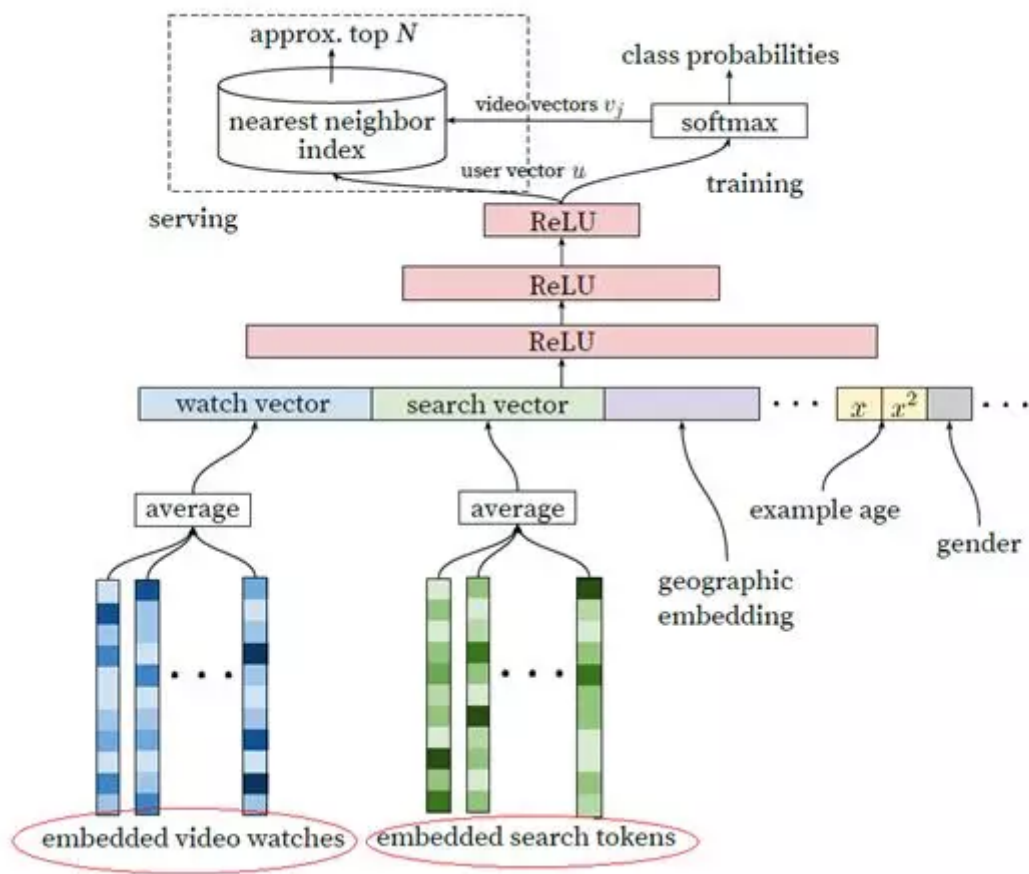 approx. top N
class probabilities
nearest neighbor
index
video vectors vⱼ
softmax
user vector u
training
serving
ReLU
ReLU
ReLU
watch vector
search vector
x
x²
average
average
example age
gender
geographic
embedding
embedded video watches
embedded search tokens